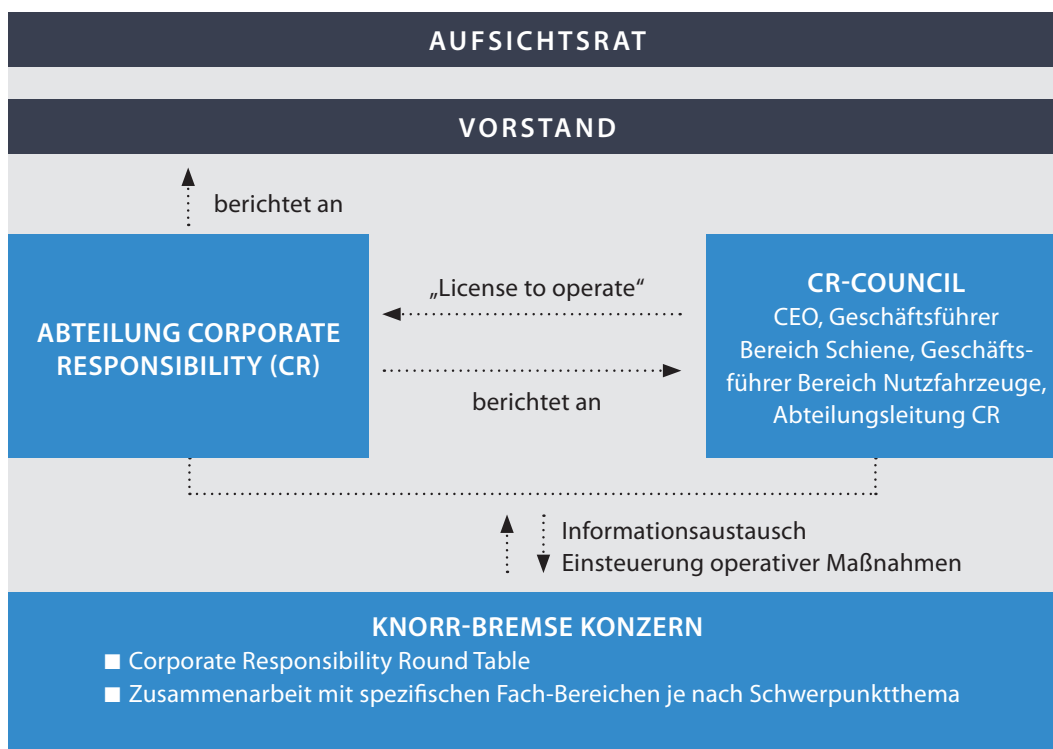 AUFSICHTSRAT
VORSTAND
berichtet an
ABTEILUNG CORPORATE
RESPONSIBILITY (CR)
„License to operate“
berichtet an
CR-COUNCIL
CEO, Geschäftsführer
Bereich Schiene, Geschäfts-
führer Bereich Nutzfahrzeuge,
Abteilungsleitung CR
Informationsaustausch
Einsteuerung operativer Maßnahmen
KNORR-BREMSE KONZERN
■ Corporate Responsibility Round Table
■ Zusammenarbeit mit spezifischen Fach-Bereichen je nach Schwerpunktthema